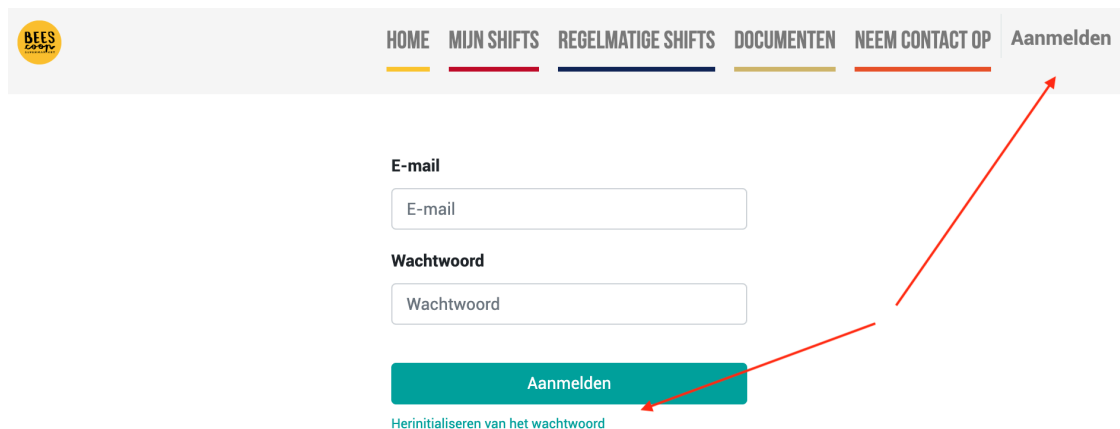 BEES
coop
HOME MIJN SHIFTS REGELMATIGE SHIFTS DOCUMENTEN NEEM CONTACT OP Aanmelden
E-mail
E-mail
Wachtwoord
Wachtwoord
Aanmelden
Herinitialiseren van het wachtwoord